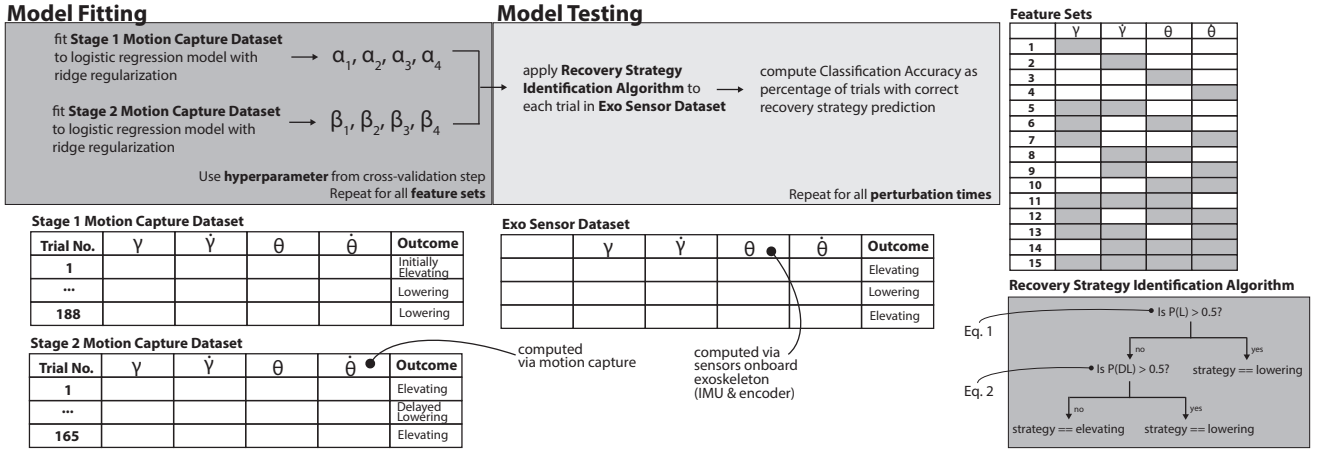 Model Fitting
fit Stage 1 Motion Capture Dataset
to logistic regression model with
ridge regularization
α1, α2, α3, α4
fit Stage 2 Motion Capture Dataset
to logistic regression model with
ridge regularization
β1, β2, β3, β4
Use hyperparameter from cross-validation step
Repeat for all feature sets
Model Testing
apply Recovery Strategy
Identification Algorithm to
each trial in Exo Sensor Dataset
compute Classification Accuracy as
percentage of trials with correct
recovery strategy prediction
Repeat for all perturbation times
Feature Sets
γ γ̇ θ θ̇
1
2
3
4
5
6
7
8
9
10
11
12
13
14
15
Stage 1 Motion Capture Dataset
Trial No. γ γ̇ θ θ̇ Outcome
1 Initially
Elevating
... Lowering
188 Lowering
Stage 2 Motion Capture Dataset
Trial No. γ γ̇ θ θ̇ Outcome
1 Elevating
... Delayed
Lowering
165 Elevating
computed
via motion capture
Exo Sensor Dataset
γ γ̇ θ θ̇ Outcome
Elevating
Lowering
Elevating
computed via
sensors onboard
exoskeleton
(IMU & encoder)
Recovery Strategy Identification Algorithm
Eq. 1
Is P(L) > 0.5?
no yes
Eq. 2
Is P(DL) > 0.5? strategy == lowering
no yes
strategy == elevating strategy == lowering